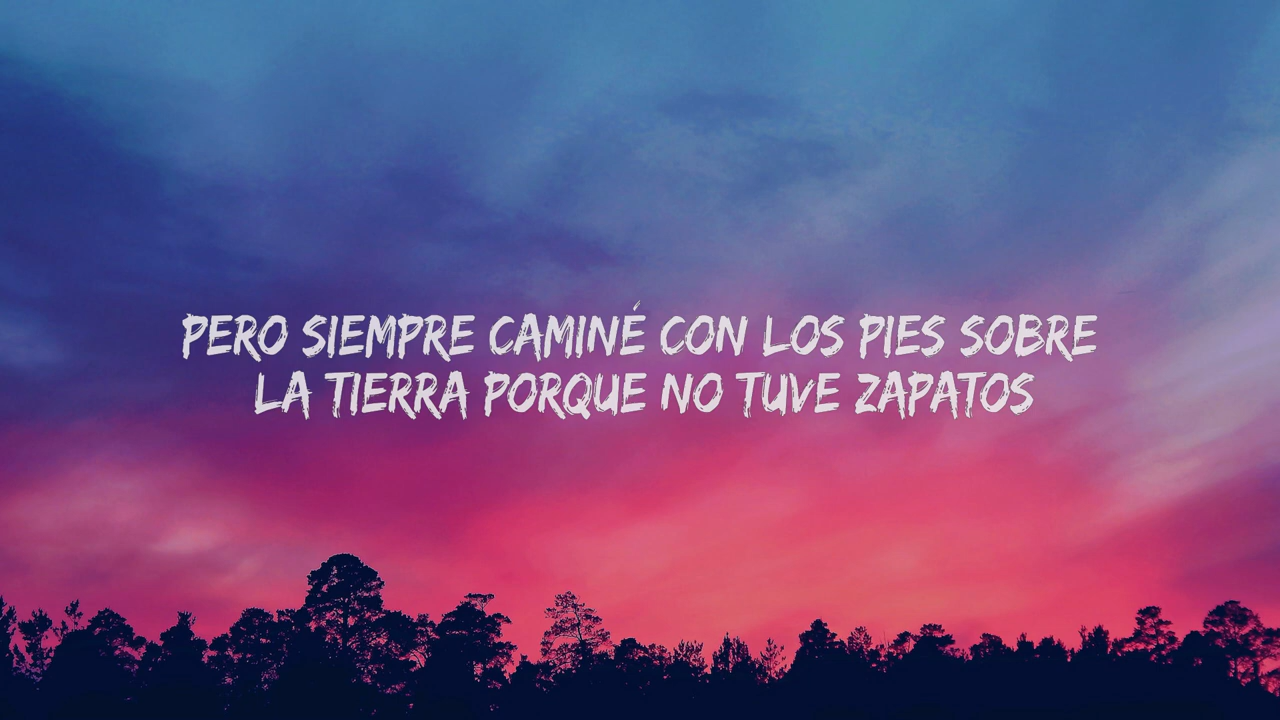 PERO SIEMPRE CAMINÉ CON LOS PIES SOBRE
LA TIERRA PORQUE NO TUVE ZAPATOS